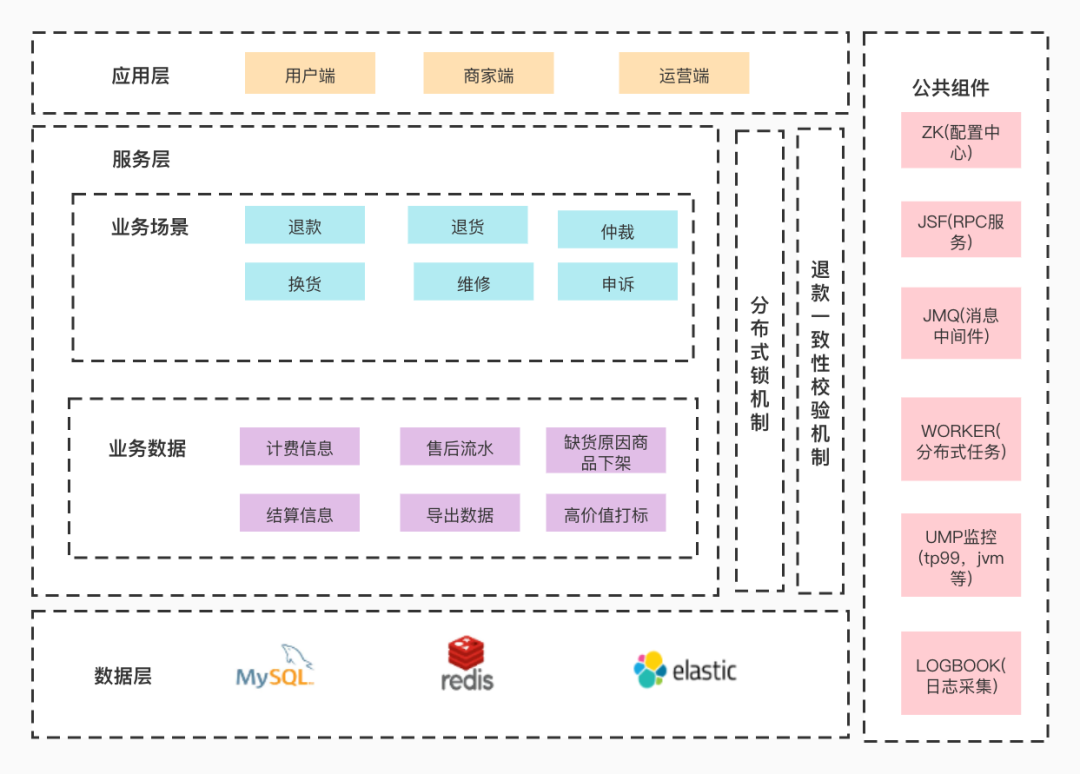 应用层
用户端
商家端
运营端
服务层
业务场景
退款
退货
仲裁
换货
维修
申诉
业务数据
计费信息
售后流水
缺货原因商
品下架
结算信息
导出数据
高价值打标
分布式锁机制
退款一致性校验机制
数据层
MySQL
redis
elastic
公共组件
ZK(配置中
心)
JSF(RPC服
务)
JMQ(消息
中间件)
WORKER(
分布式任务)
UMP监控
(tp99，jvm
等)
LOGBOOK(
日志采集)